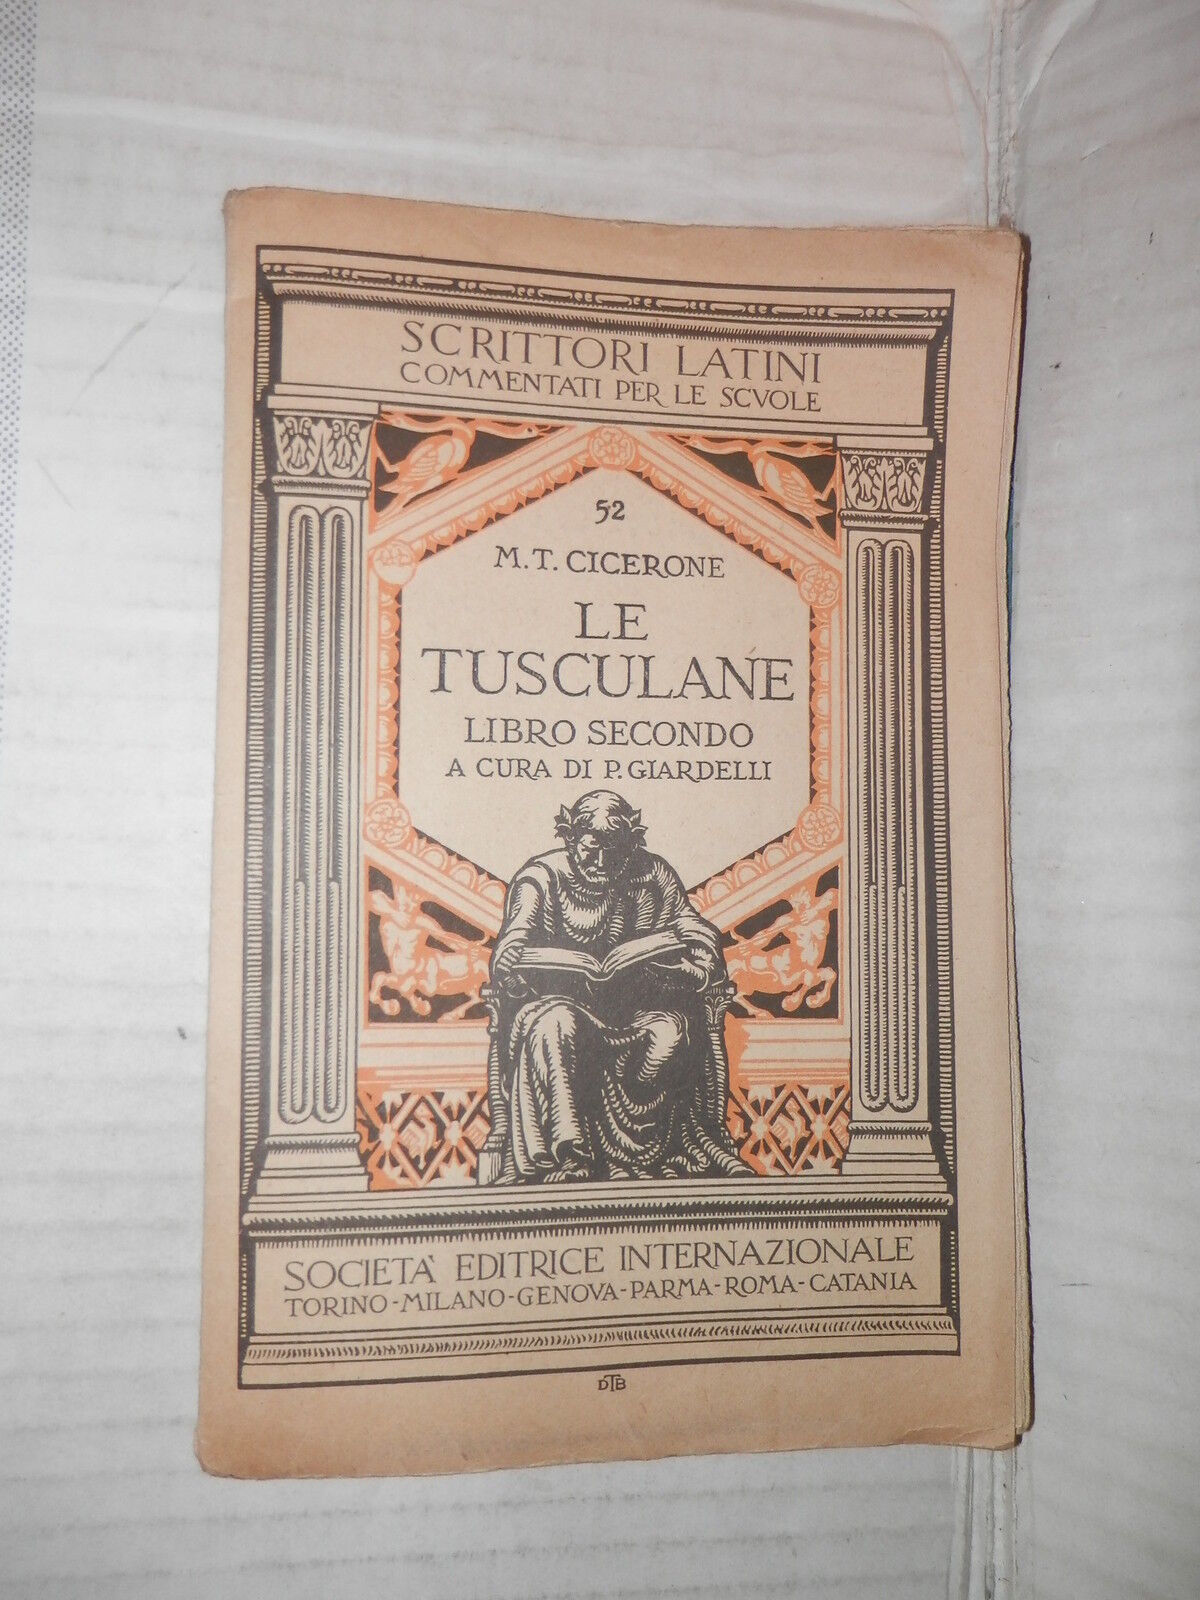 SCRITTORI LATINI
COMMENTATI PER LE SCVOLE
52
M.T. CICERONE
LE
TUSCULANE
LIBRO SECONDO
A CURA DI P. GIARDELLI
SOCIETÀ EDITRICE INTERNAZIONALE
TORINO-MILANO-GENOVA-PARMA-ROMA-CATANIA
DTB